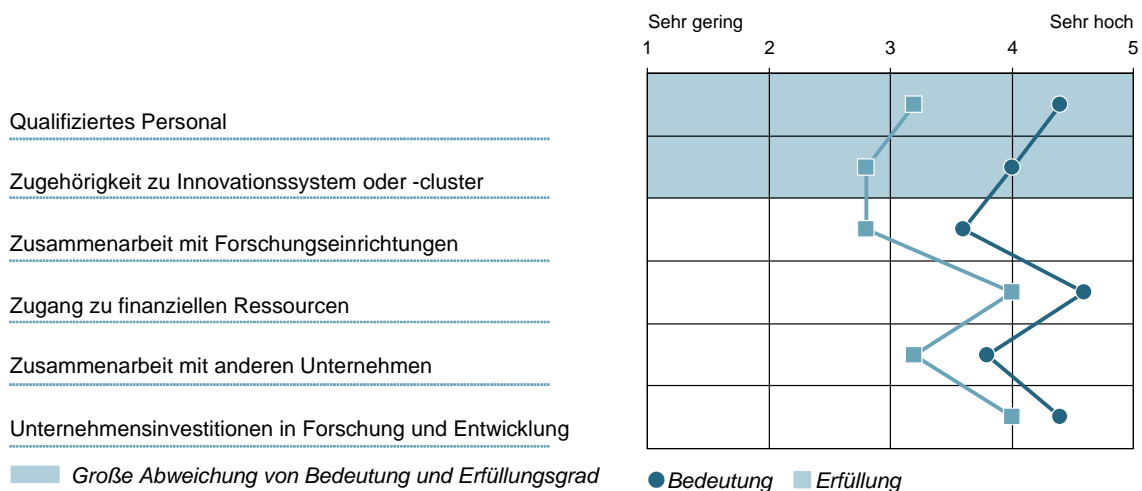 Sehr gering Sehr hoch
1 2 3 4 5
Qualifiziertes Personal
Zugehörigkeit zu Innovationssystem oder -cluster
Zusammenarbeit mit Forschungseinrichtungen
Zugang zu finanziellen Ressourcen
Zusammenarbeit mit anderen Unternehmen
Unternehmensinvestitionen in Forschung und Entwicklung
Große Abweichung von Bedeutung und Erfüllungsgrad
Bedeutung Erfüllung